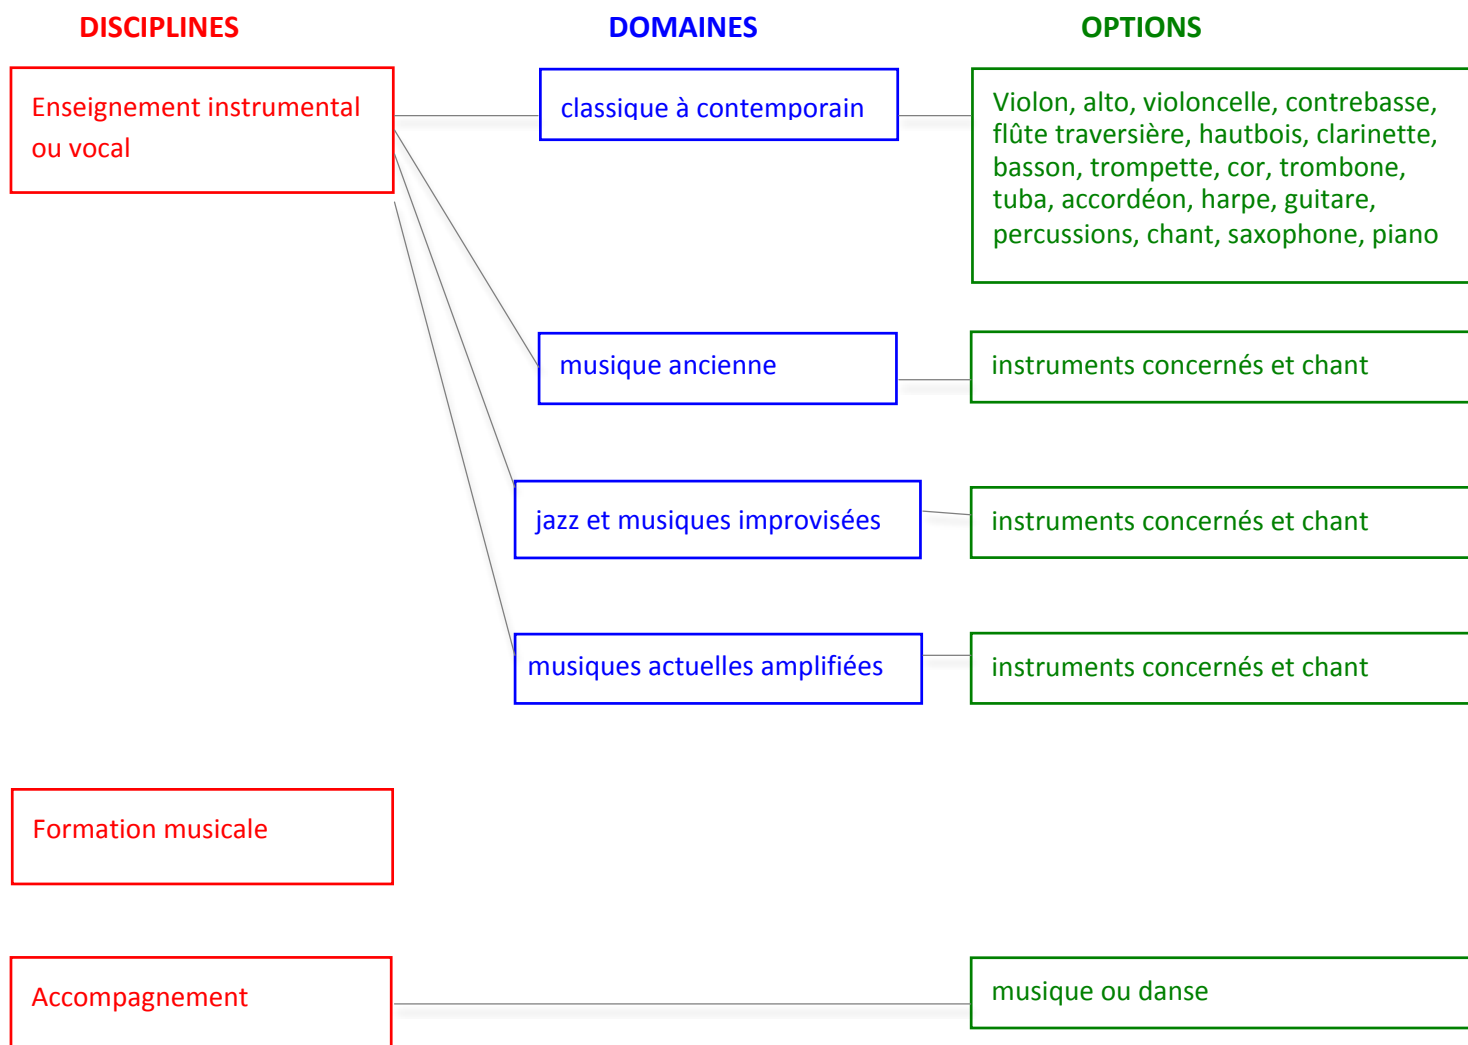 DISCIPLINES
DOMAINES
OPTIONS
Enseignement instrumental
ou vocal
classique à contemporain
Violon, alto, violoncelle, contrebasse,
flûte traversière, hautbois, clarinette,
basson, trompette, cor, trombone,
tuba, accordéon, harpe, guitare,
percussions, chant, saxophone, piano
musique ancienne
instruments concernés et chant
jazz et musiques improvisées
instruments concernés et chant
musiques actuelles amplifiées
instruments concernés et chant
Formation musicale
Accompagnement
musique ou danse